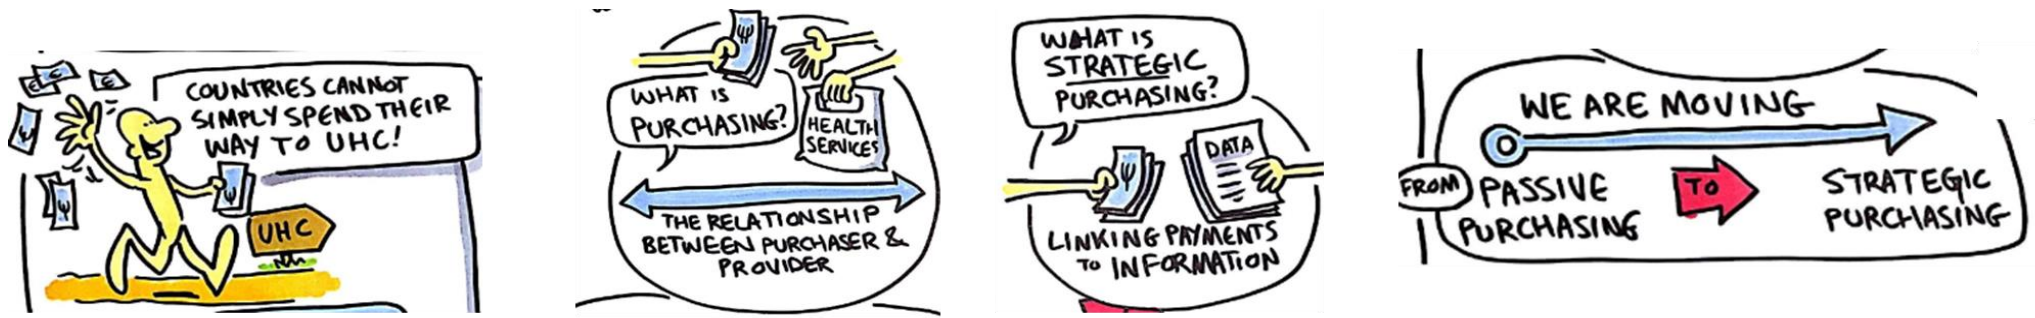 COUNTRIES CANNOT
SIMPLY SPEND THEIR
WAY TO UHC!
UHC
WHAT IS
PURCHASING?
HEALTH
SERVICES
THE RELATIONSHIP
BETWEEN PURCHASER &
PROVIDER
WHAT IS
STRATEGIC
PURCHASING?
DATA
LINKING PAYMENTS
TO INFORMATION
WE ARE MOVING
FROM
PASSIVE
PURCHASING
TO
STRATEGIC
PURCHASING